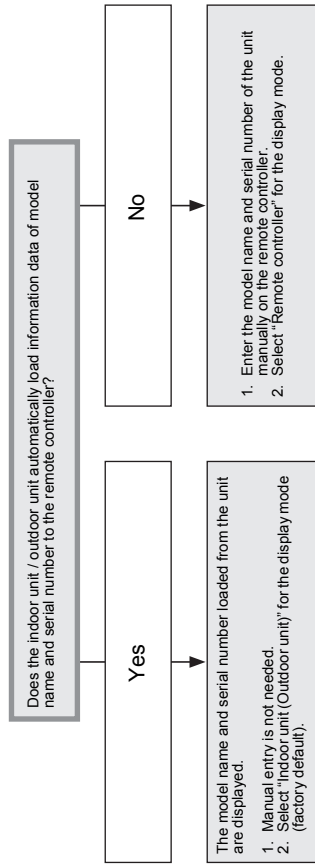 Does the indoor unit / outdoor unit automatically load information data of model
name and serial number to the remote controller?
Yes
The model name and serial number loaded from the unit
are displayed.
1. Manual entry is not needed.
2. Select “Indoor unit (Outdoor unit)” for the display mode
(factory default).
No
1. Enter the model name and serial number of the unit
manually on the remote controller.
2. Select “Remote controller” for the display mode.